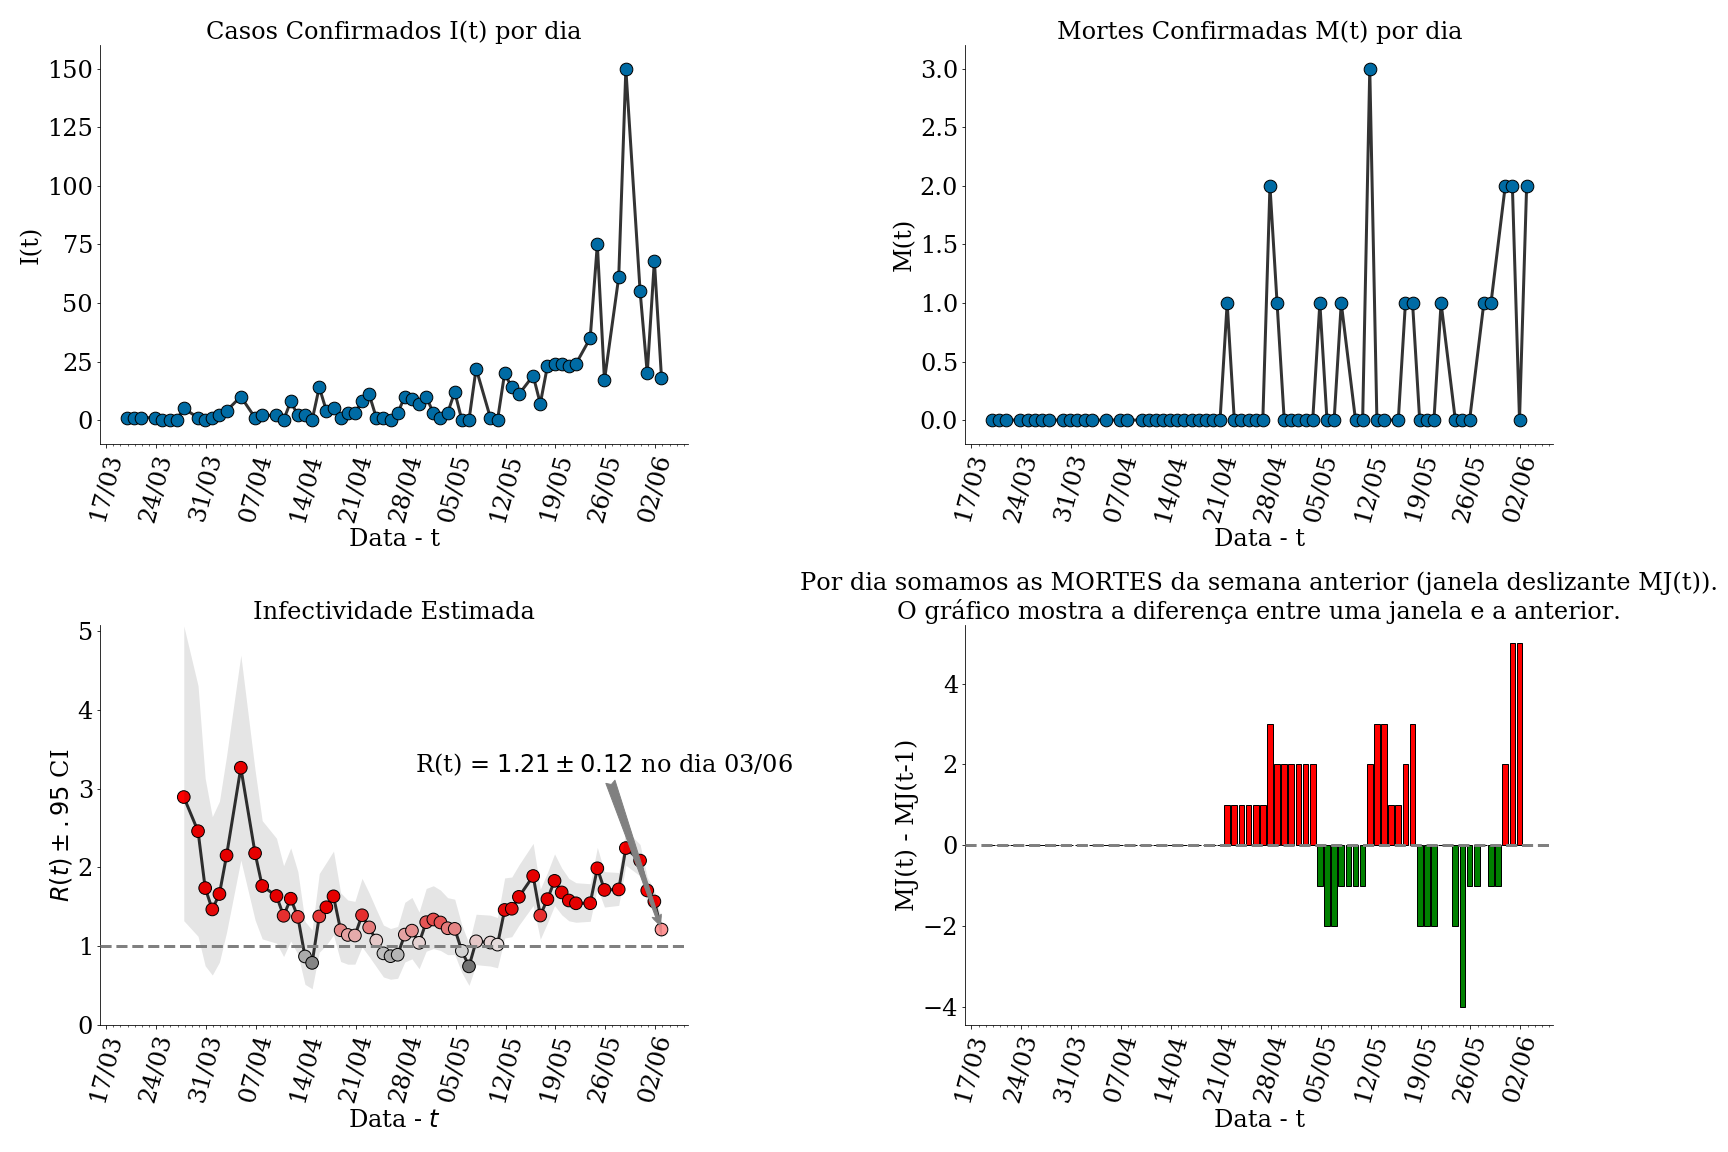 Casos Confirmados I(t) por dia
I(t)
150
125
100
75
50
25
0
17/03 24/03 31/03 07/04 14/04 21/04 28/04 05/05 12/05 19/05 26/05 02/06
Data - t
Mortes Confirmadas M(t) por dia
M(t)
3.0
2.5
2.0
1.5
1.0
0.5
0.0
17/03 24/03 31/03 07/04 14/04 21/04 28/04 05/05 12/05 19/05 26/05 02/06
Data - t
Infectividade Estimada
R(t) ± .95 CI
5
4
3
2
1
0
R(t) = 1.21 ± 0.12 no dia 03/06
17/03 24/03 31/03 07/04 14/04 21/04 28/04 05/05 12/05 19/05 26/05 02/06
Data - t
Por dia somamos as MORTES da semana anterior (janela deslizante MJ(t)).
O gráfico mostra a diferença entre uma janela e a anterior.
MJ(t) - MJ(t-1)
4
2
0
−2
−4
17/03 24/03 31/03 07/04 14/04 21/04 28/04 05/05 12/05 19/05 26/05 02/06
Data - t